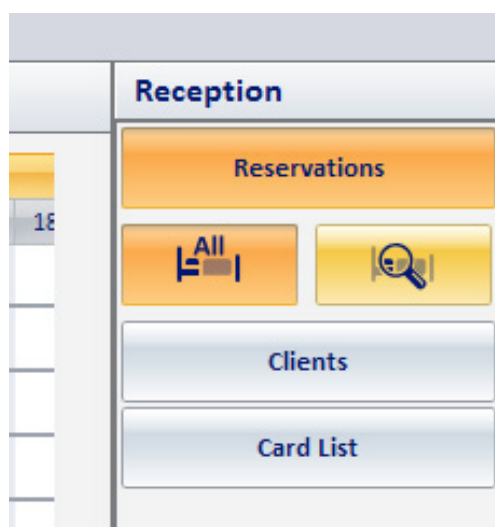 Reception
Reservations
18
All
Clients
Card List